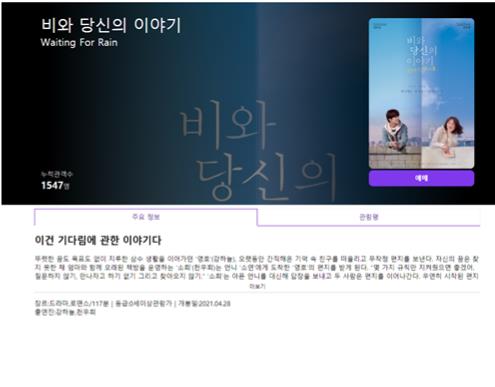 비와 당신의 이야기
Waiting For Rain
비와
당신의
비와
당신의
이야기
누적관객수
1547명
예매
주요 정보
관람평
이건 기다림에 관한 이야기다
뚜렷한 꿈도 목표도 없이 지루한 삼수 생활을 이어가던 ‘영호’(강하늘), 오랫동안 간직해온 기억 속 친구를 떠올리고 무작정 편지를 보낸다. 자신의 꿈은 찾
지 못한 채 엄마와 함께 오래된 책방을 운영하는 ‘소희’(천우희)는 언니 ‘소연’에게 도착한 ‘영호’의 편지를 받게 된다. “몇 가지 규칙만 지켜줬으면 좋겠어.
질문하지 않기, 만나자고 하기 없기 그리고 찾아오지 않기.” ‘소희’는 아픈 언니를 대신해 답장을 보내고 두 사람은 편지를 이어나간다. 우연히 시작된 편지
더보기
장르:드라마,로맨스/117분 | 등급:0세이상관람가 | 개봉일:2021.04.28
출연진:강하늘,천우희